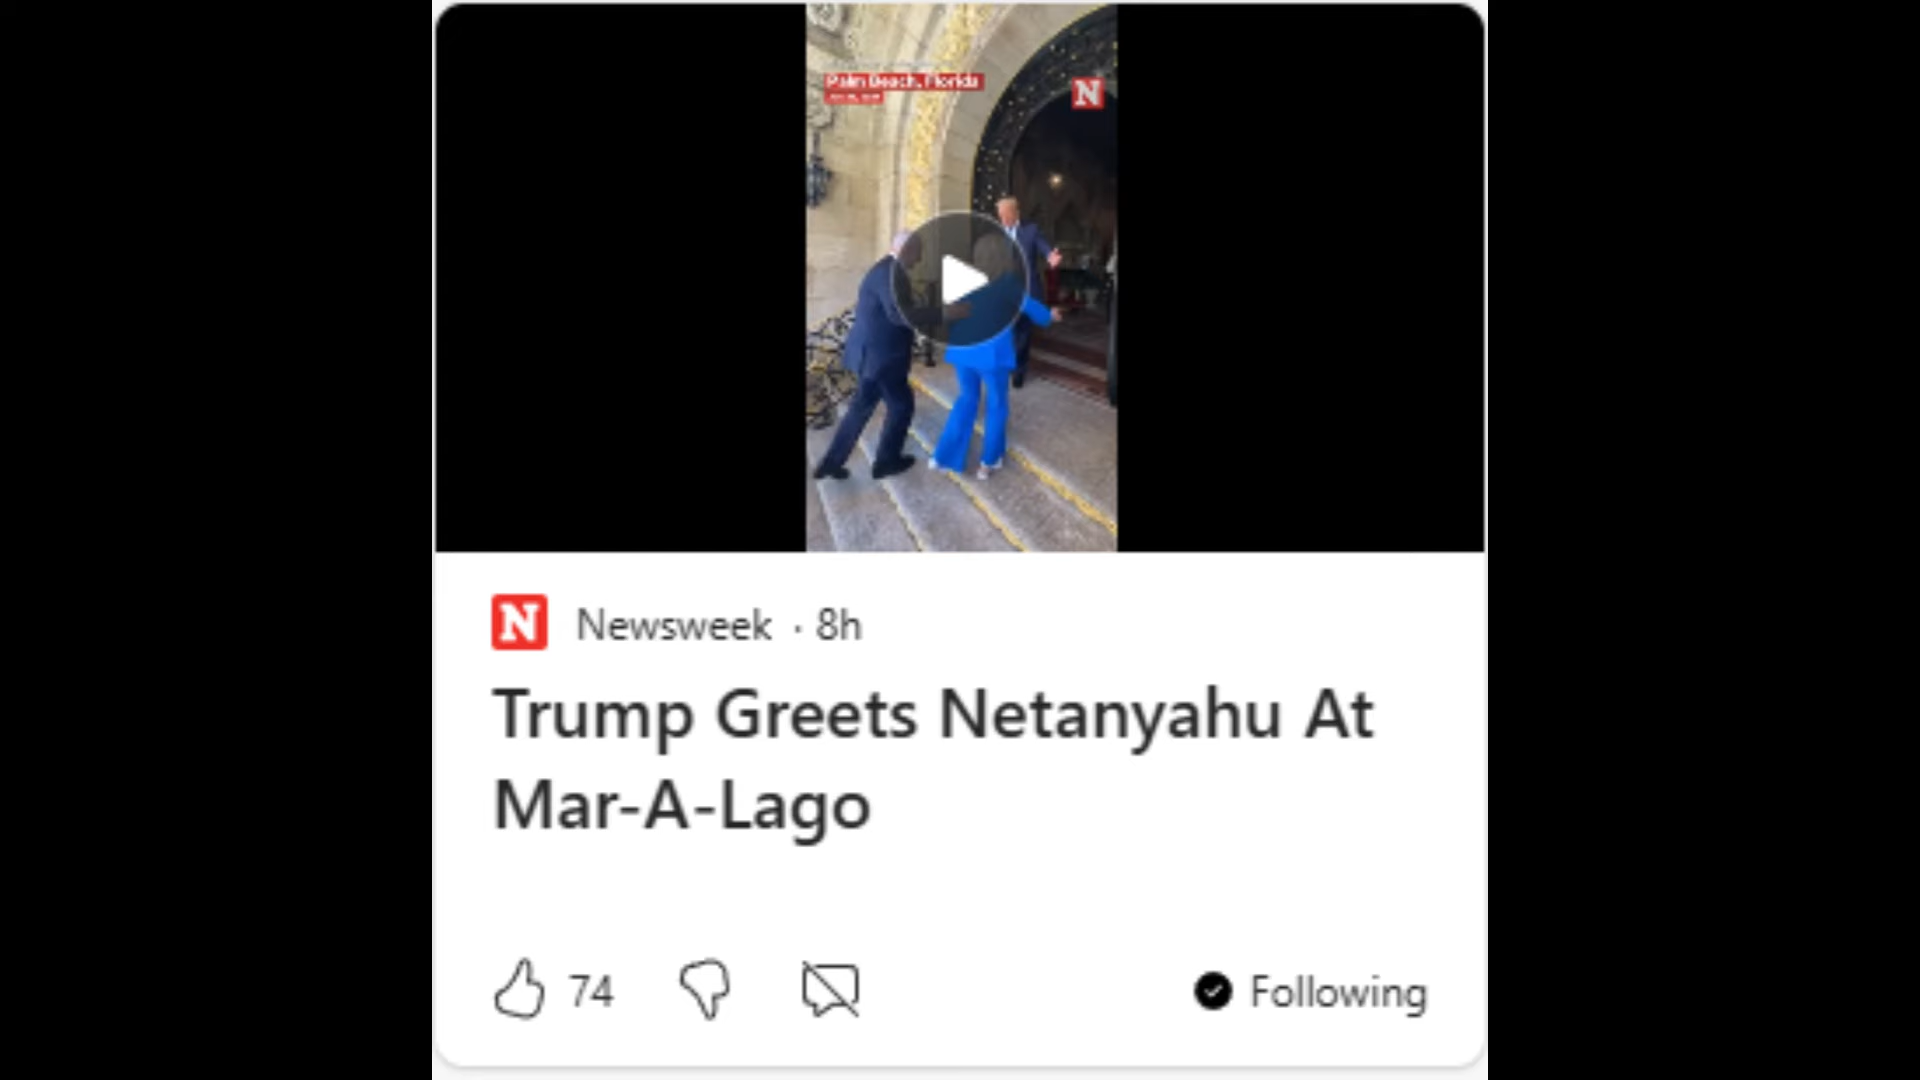 Palm Beach, Florida
N
N
Newsweek · 8h
Trump Greets Netanyahu At
Mar-A-Lago
74
Following